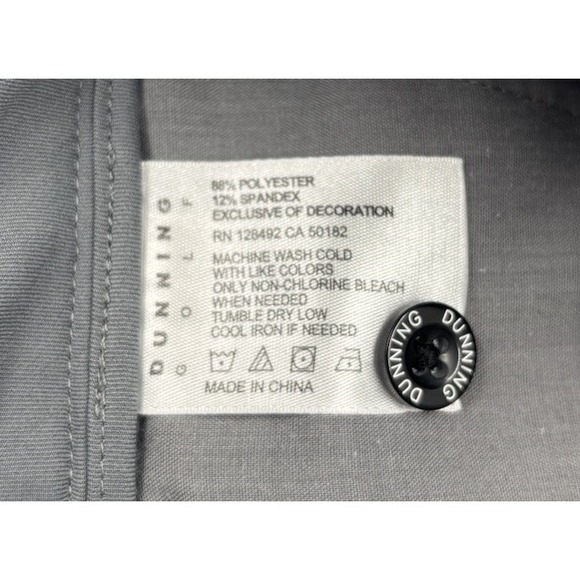 DUNNING
GOLF
88% POLYESTER
12% SPANDEX
EXCLUSIVE OF DECORATION
RN 128492 CA 50182
MACHINE WASH COLD
WITH LIKE COLORS
ONLY NON-CHLORINE BLEACH
WHEN NEEDED
TUMBLE DRY LOW
COOL IRON IF NEEDED
MADE IN CHINA
DUNNING DUNNING